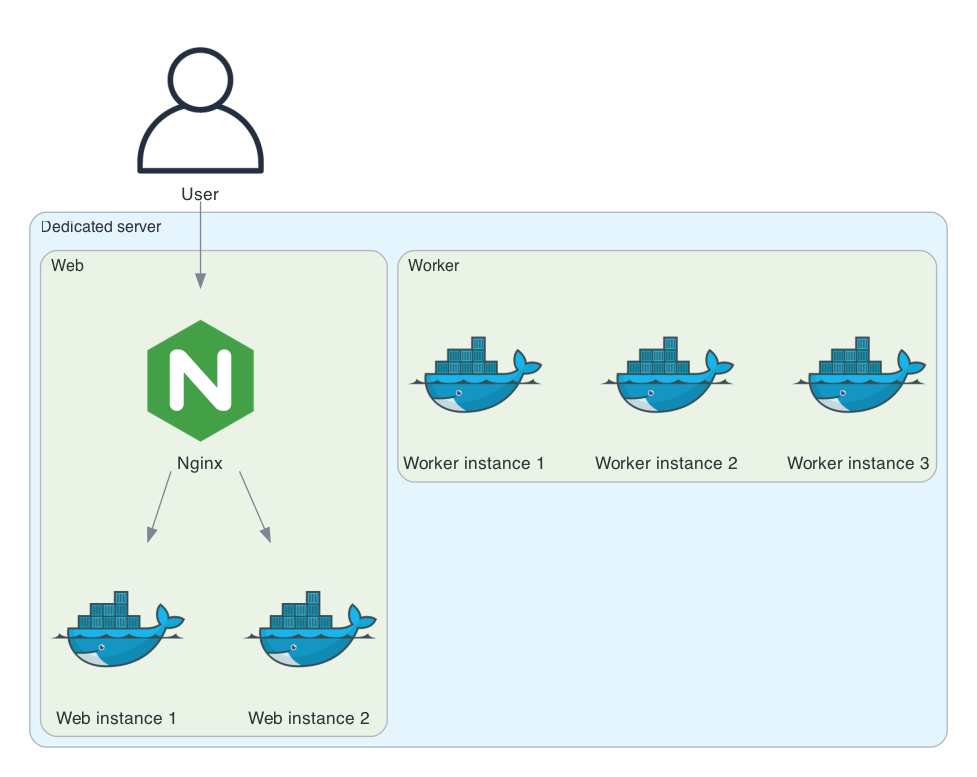 User
Dedicated server
Web
Worker
Nginx
Worker instance 1
Worker instance 2
Worker instance 3
Web instance 1
Web instance 2